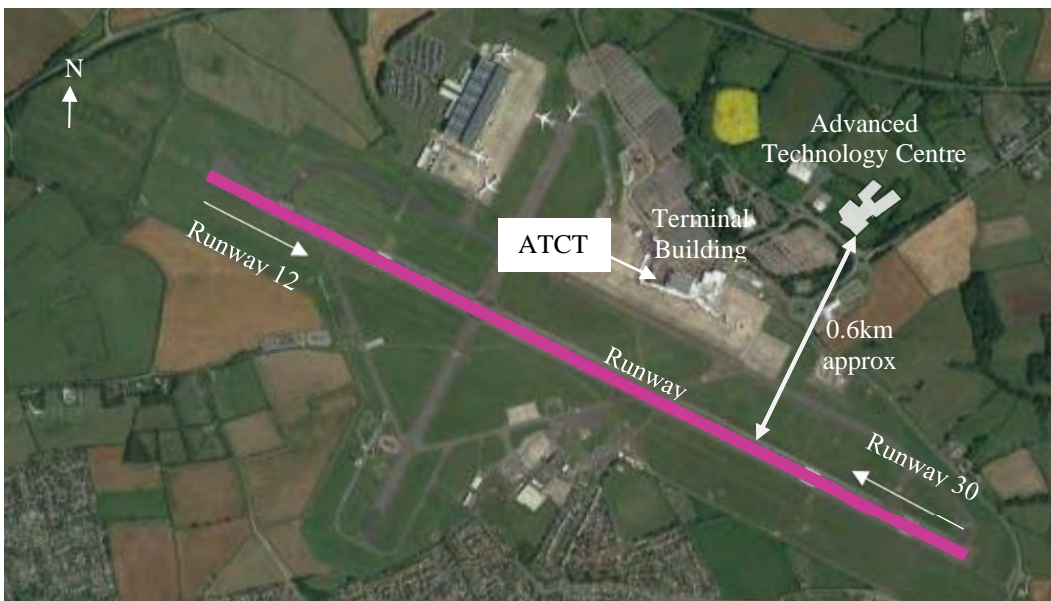 N
Advanced
Technology Centre
Terminal
Building
ATCT
Runway 12
0.6km
approx
Runway
Runway 30